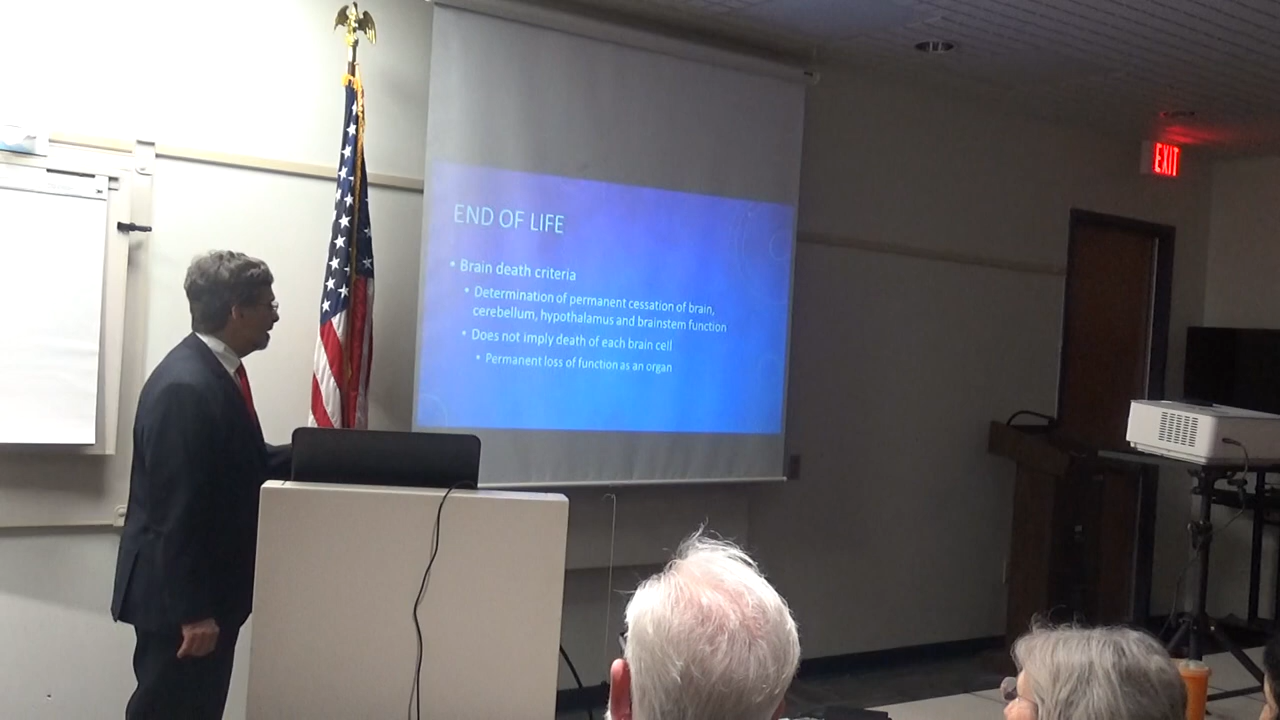 END OF LIFE
• Brain death criteria
• Determination of permanent cessation of brain,
cerebellum, hypothalamus and brainstem function
• Does not imply death of each brain cell
• Permanent loss of function as an organ
EXIT